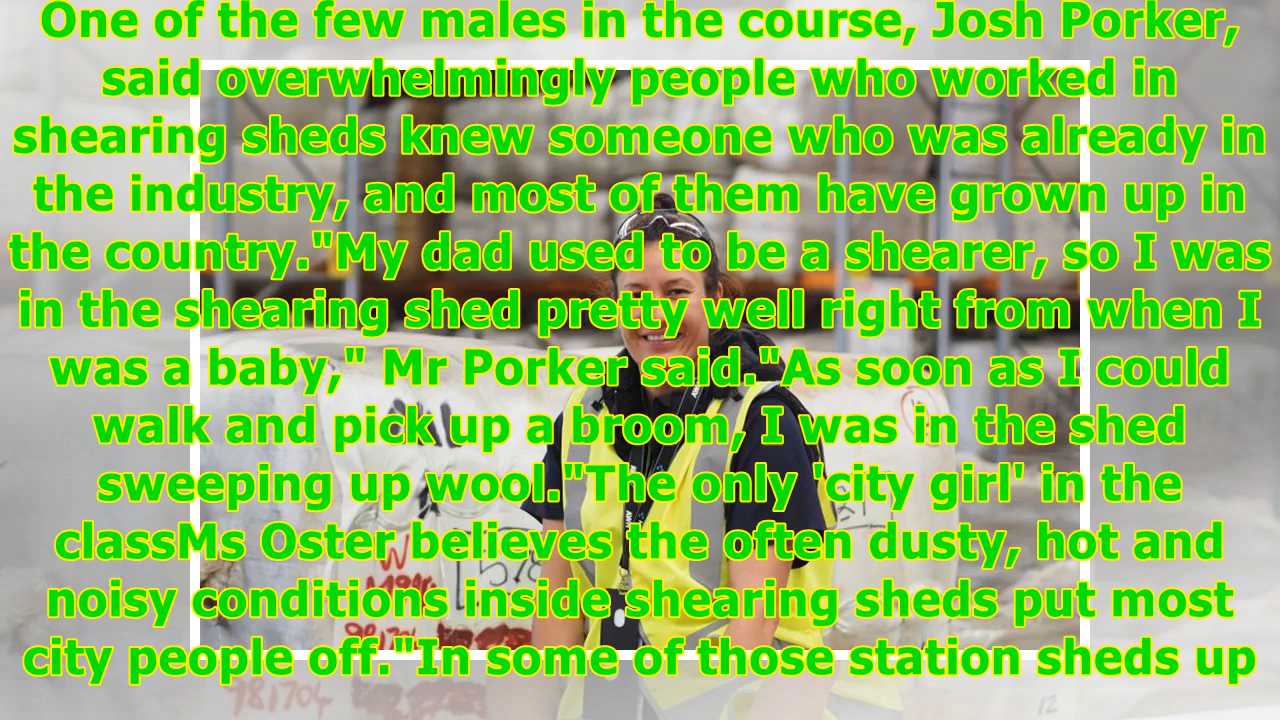 One of the few males in the course, Josh Porker,
said overwhelmingly people who worked in
shearing sheds knew someone who was already in
the industry, and most of them have grown up in
the country."My dad used to be a shearer, so I was
in the shearing shed pretty well right from when I
was a baby," Mr Porker said."As soon as I could
walk and pick up a broom, I was in the shed
sweeping up wool."The only 'city girl' in the
classMs Oster believes the often dusty, hot and
noisy conditions inside shearing sheds put most
city people off."In some of those station sheds up
981704
12